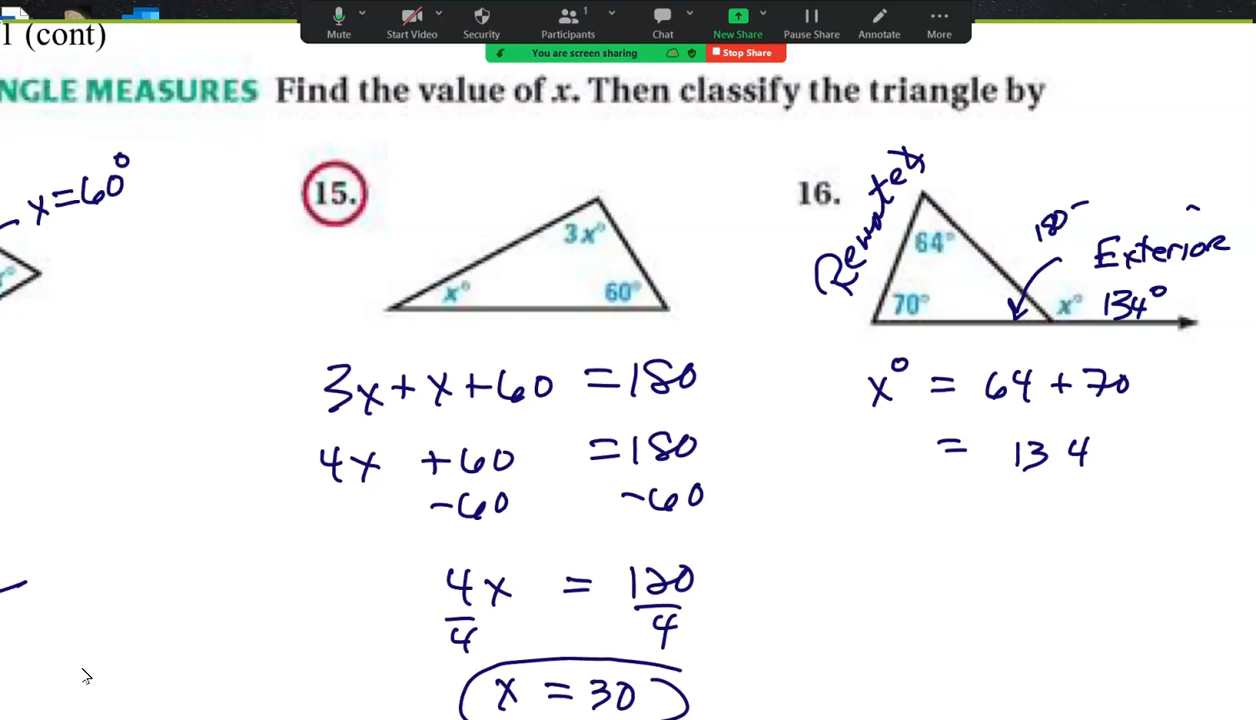 Mute
Start Video
Security
1
Participants
Chat
New Share
Pause Share
Annotate
More
You are screen sharing
Stop Share
1 (cont)
NGLE MEASURES Find the value of x. Then classify the triangle by
x=60°
15.
3x°
x°
60°
16.
Remotes
64°
70°
x°
180-
Exterior
134°
3x+x+60 =180
4x +60 =180
-60 -60
4x = 120
4 4
x = 30
x° = 64+70
= 134